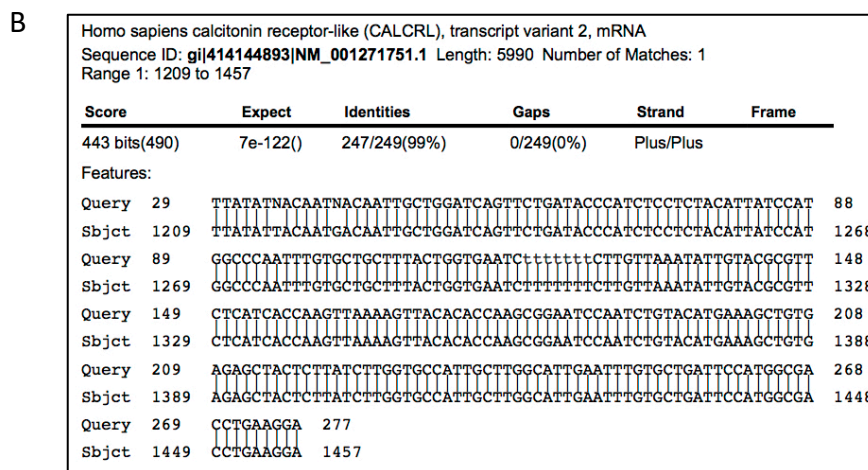 B
Homo sapiens calcitonin receptor-like (CALCRL), transcript variant 2, mRNA
Sequence ID: gi|414144893|NM_001271751.1 Length: 5990 Number of Matches: 1
Range 1: 1209 to 1457
Score Expect Identities Gaps Strand Frame
443 bits(490) 7e-122() 247/249(99%) 0/249(0%) Plus/Plus
Features:
Query 29 TTATATNACAATNACAATTGCTGGATCAGTTCTGATACCCATCTCCTCTACATTATCCAT 88
Sbjct 1209 TTATATTACAATGACAATTGCTGGATCAGTTCTGATACCCATCTCCTCTACATTATCCAT 1268
Query 89 GGCCCAATTTGTGCTGCTTTACTGGTGAATCttttttttCTTGTTAAATATTGTACGCGTT 148
Sbjct 1269 GGCCCAATTTGTGCTGCTTTACTGGTGAATCTTTTTTTTCTTGTTAAATATTGTACGCGTT 1328
Query 149 CTCATCACCAAGTTAAAAGTTACACACCAAGCGGAATCCAATCTGTACATGAAAGCTGTG 208
Sbjct 1329 CTCATCACCAAGTTAAAAGTTACACACCAAGCGGAATCCAATCTGTACATGAAAGCTGTG 1388
Query 209 AGAGCTACTCTTATCTTGGTGCCATTGCTTGGCATTGAATTTGTGCTGATTCCATGGCGA 268
Sbjct 1389 AGAGCTACTCTTATCTTGGTGCCATTGCTTGGCATTGAATTTGTGCTGATTCCATGGCGA 1448
Query 269 CCTGAAGGA 277
Sbjct 1449 CCTGAAGGA 1457